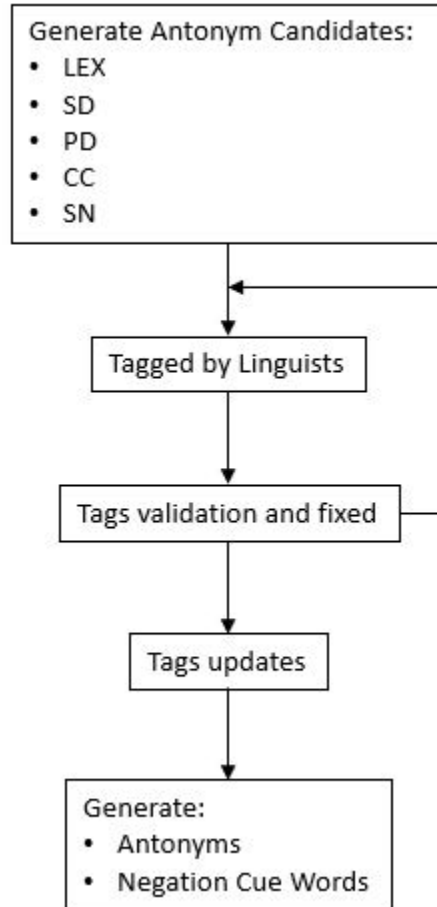 Generate Antonym Candidates:
• LEX
• SD
• PD
• CC
• SN
Tagged by Linguists
Tags validation and fixed
Tags updates
Generate:
• Antonyms
• Negation Cue Words